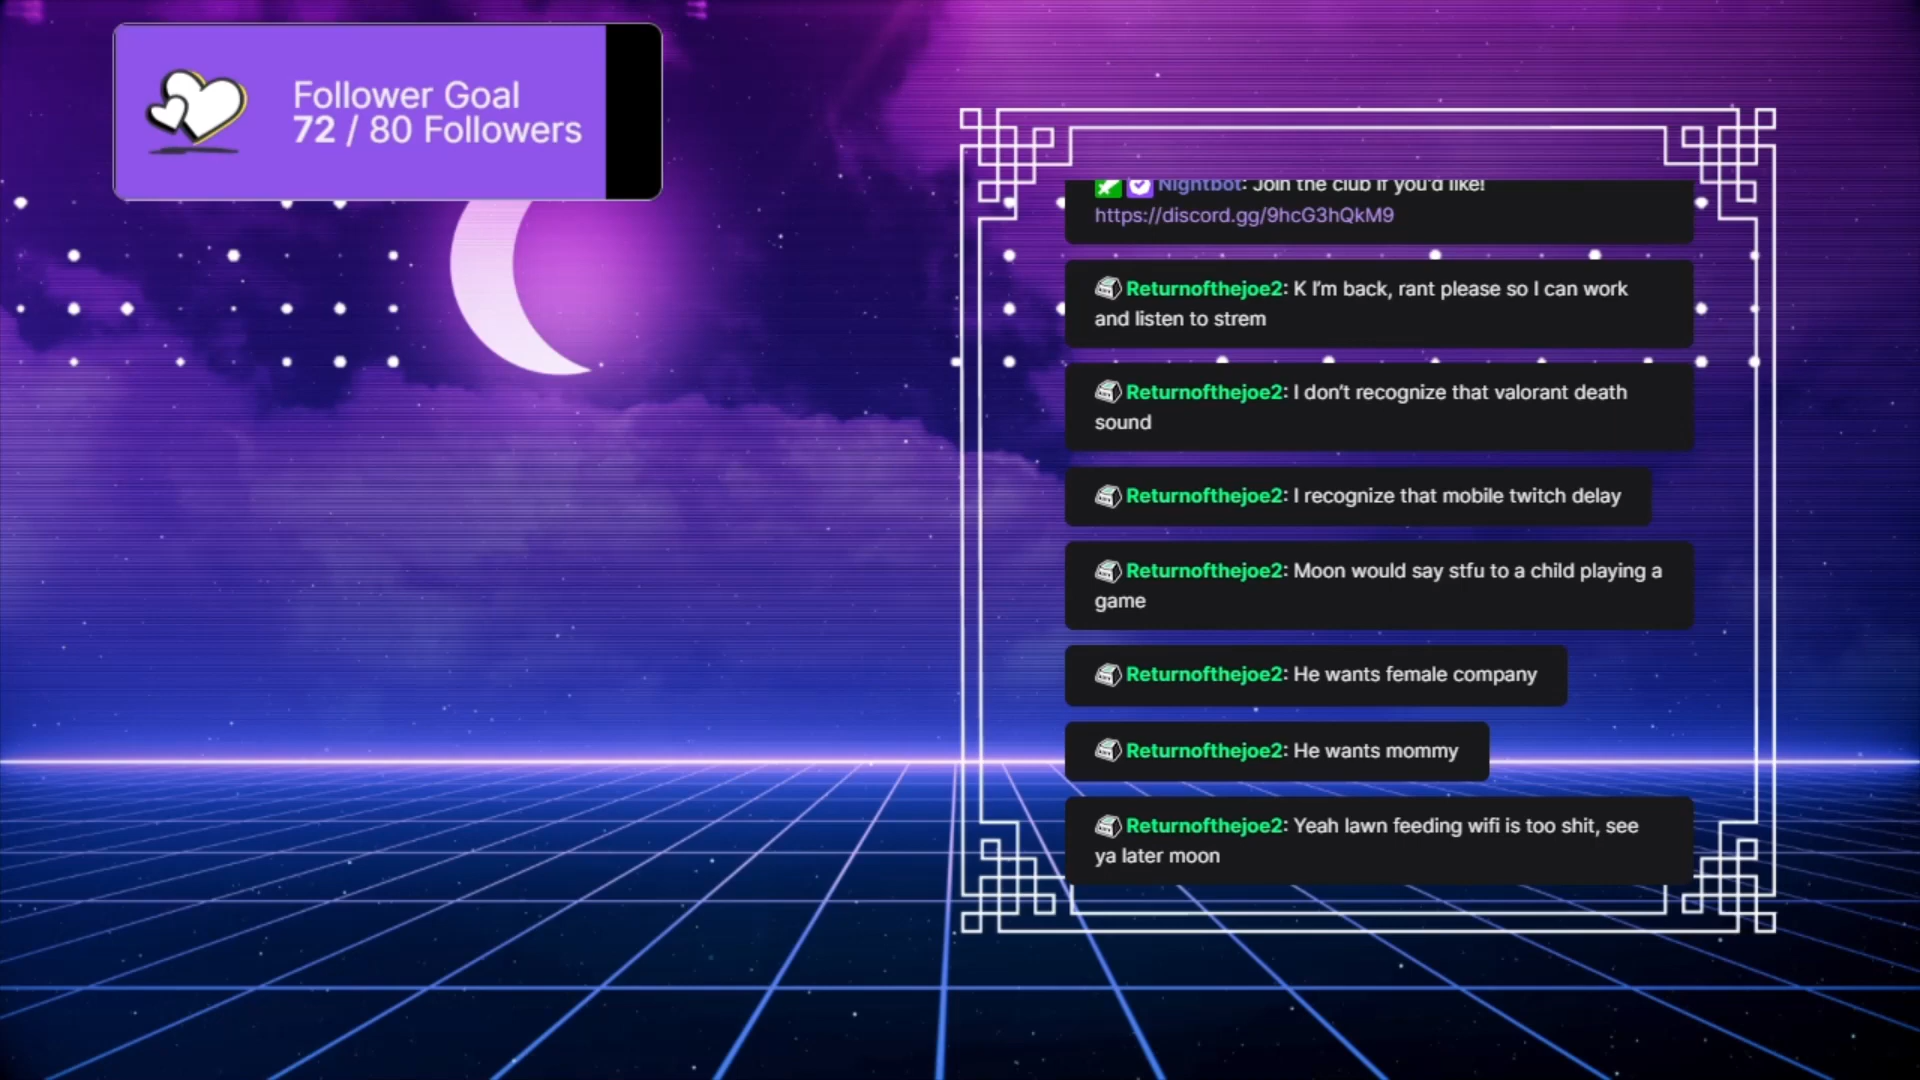 Follower Goal
72 / 80 Followers
Nightbot: Join the club if you'd like!
https://discord.gg/9hcG3hQkM9
Returnofthejoe2: K I’m back, rant please so I can work
and listen to strem
Returnofthejoe2: I don’t recognize that valorant death
sound
Returnofthejoe2: I recognize that mobile twitch delay
Returnofthejoe2: Moon would say stfu to a child playing a
game
Returnofthejoe2: He wants female company
Returnofthejoe2: He wants mommy
Returnofthejoe2: Yeah lawn feeding wifi is too shit, see
ya later moon